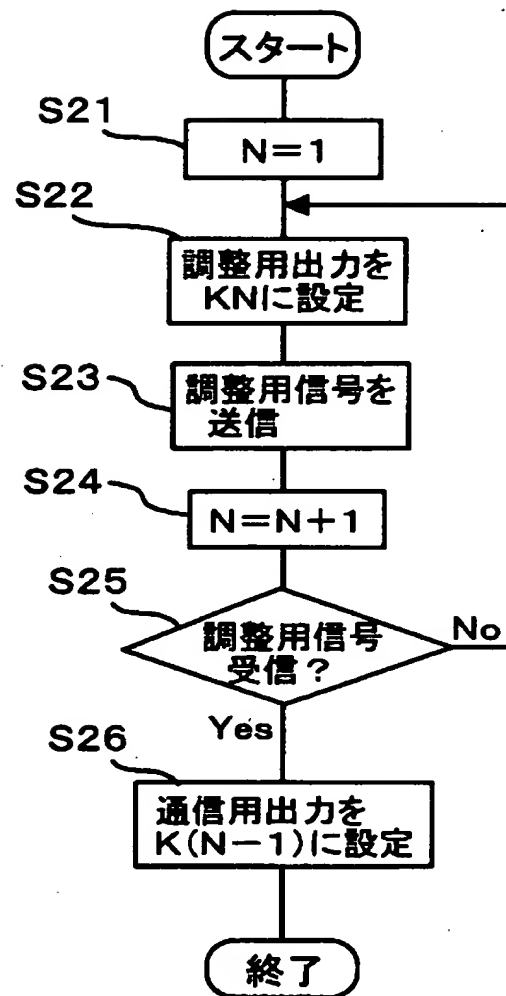 スタート
S21
N=1
S22
調整用出力を
KNに設定
S23
調整用信号を
送信
S24
N=N+1
S25
調整用信号
受信?
No
Yes
S26
通信用出力を
K(N-1)に設定
終了